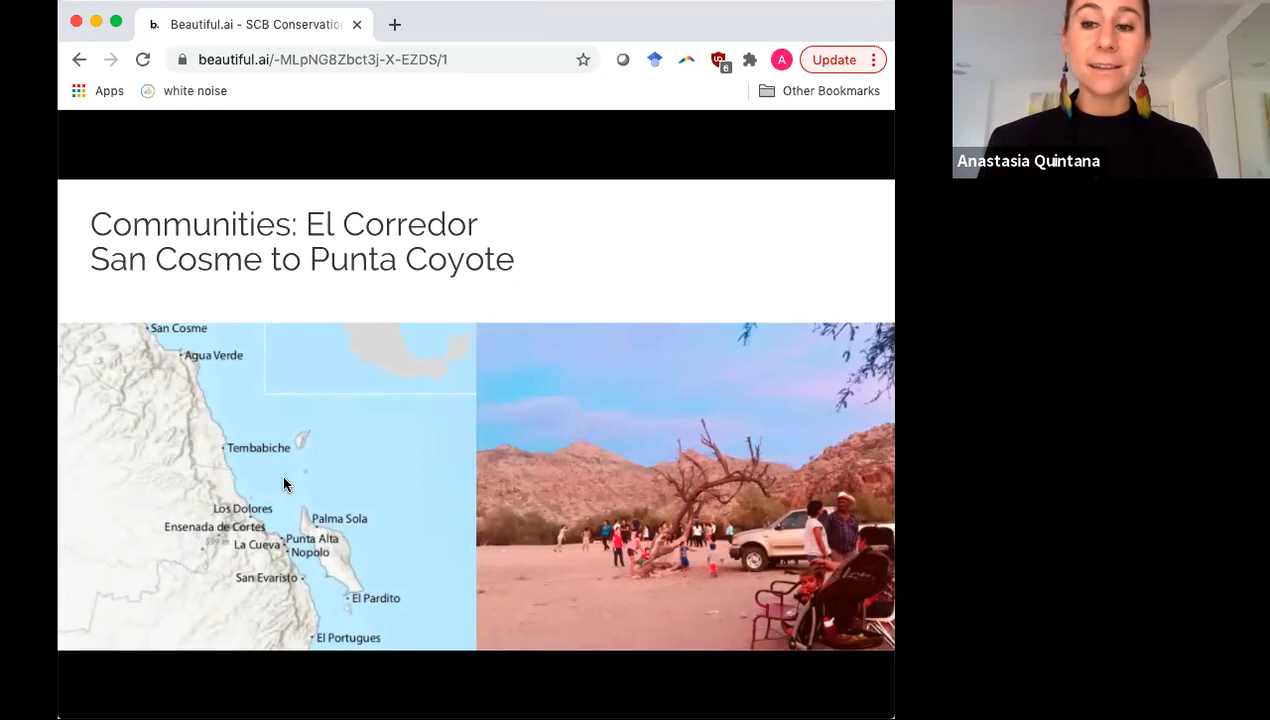 b. Beautiful.ai - SCB Conservatio
beautiful.ai/-MLpNG8Zbct3j-X-EZDS/1
6
A
Update
Apps
white noise
Other Bookmarks
Anastasia Quintana
Communities: El Corredor
San Cosme to Punta Coyote
San Cosme
Agua Verde
Tembabiche
Los Dolores
Palma Sola
Ensenada de Cortes
Punta Alta
La Cueva
Nopolo
San Evaristo
El Pardito
El Portugues